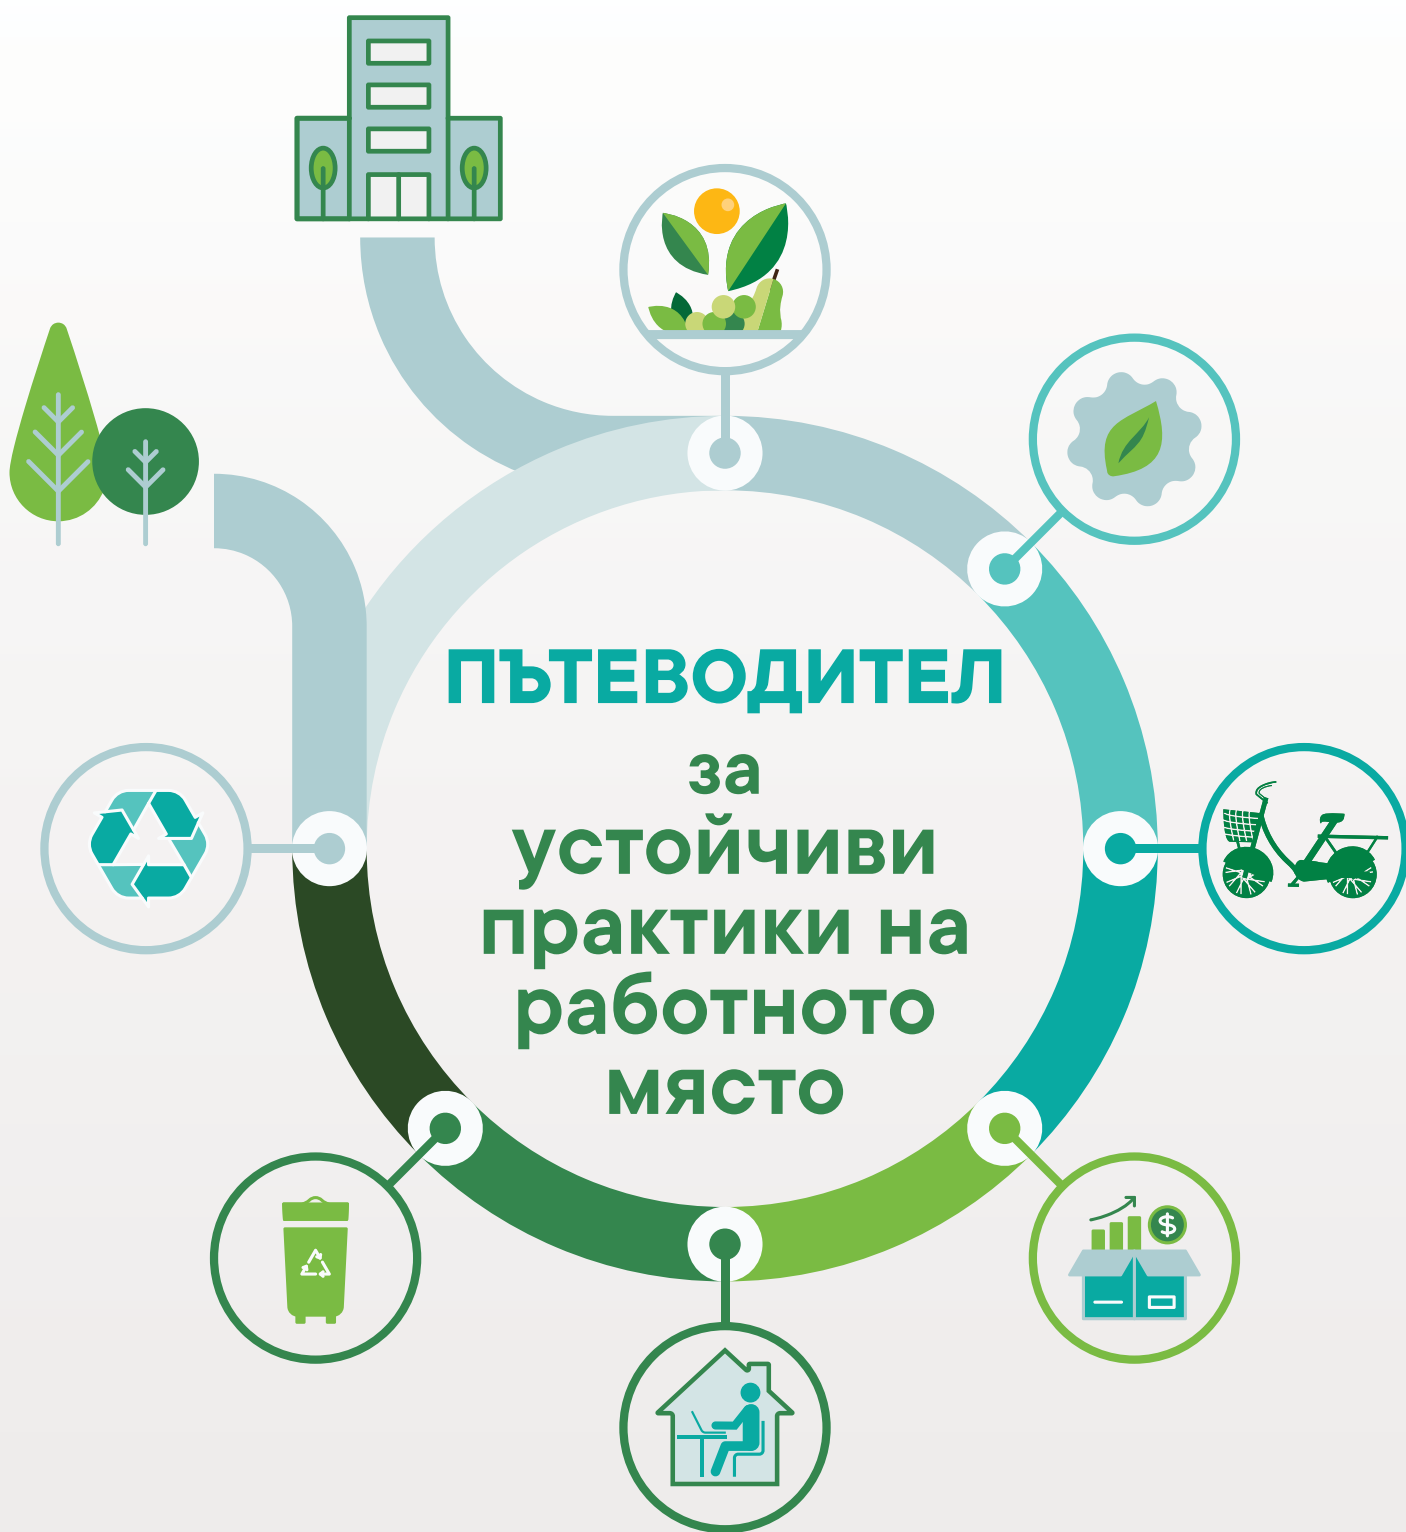 ПЪТЕВОДИТЕЛ
за
устойчиви
практики на
работното
място
$